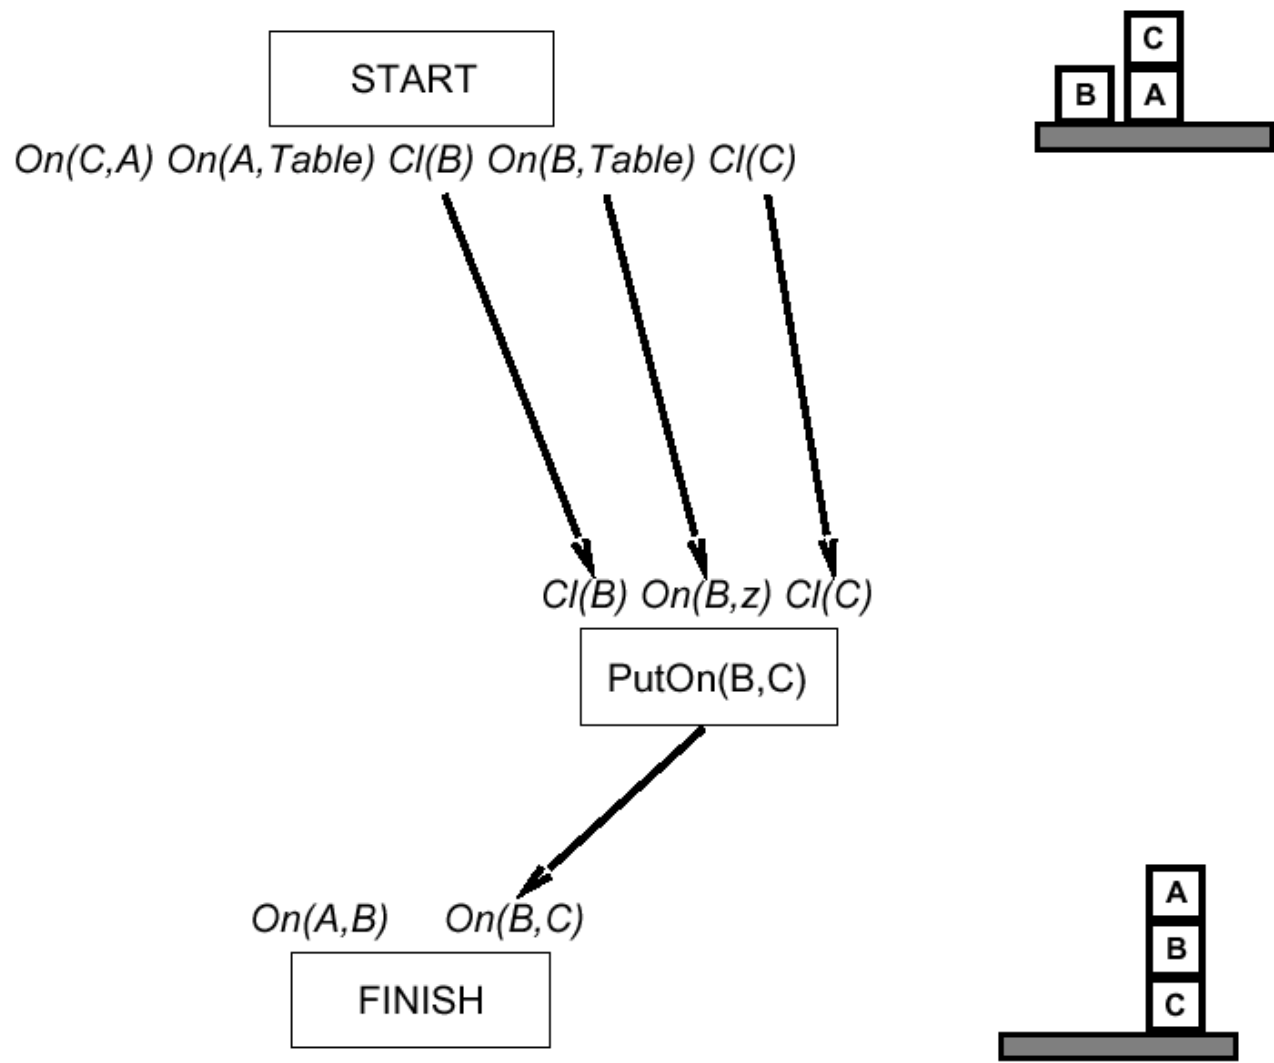 START
C
B A
On(C,A) On(A,Table) Cl(B) On(B,Table) Cl(C)
Cl(B) On(B,z) Cl(C)
PutOn(B,C)
On(A,B) On(B,C)
FINISH
A
B
C